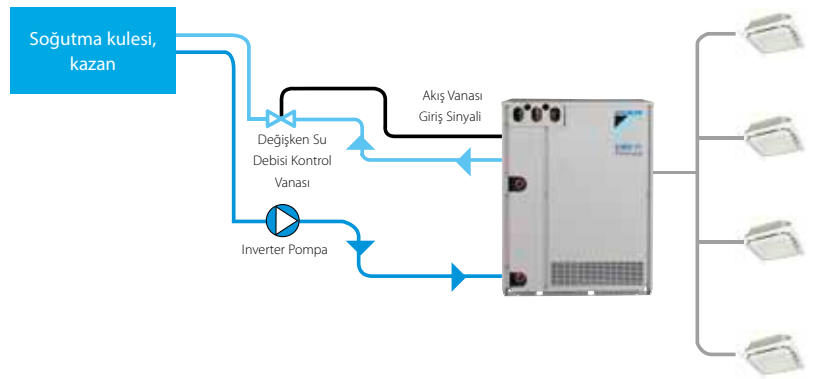 Soğutma kulesi,
kazan
Akış Vanası
Giriş Sinyali
Değişken Su
Debisi Kontrol
Vanası
Inverter Pompa